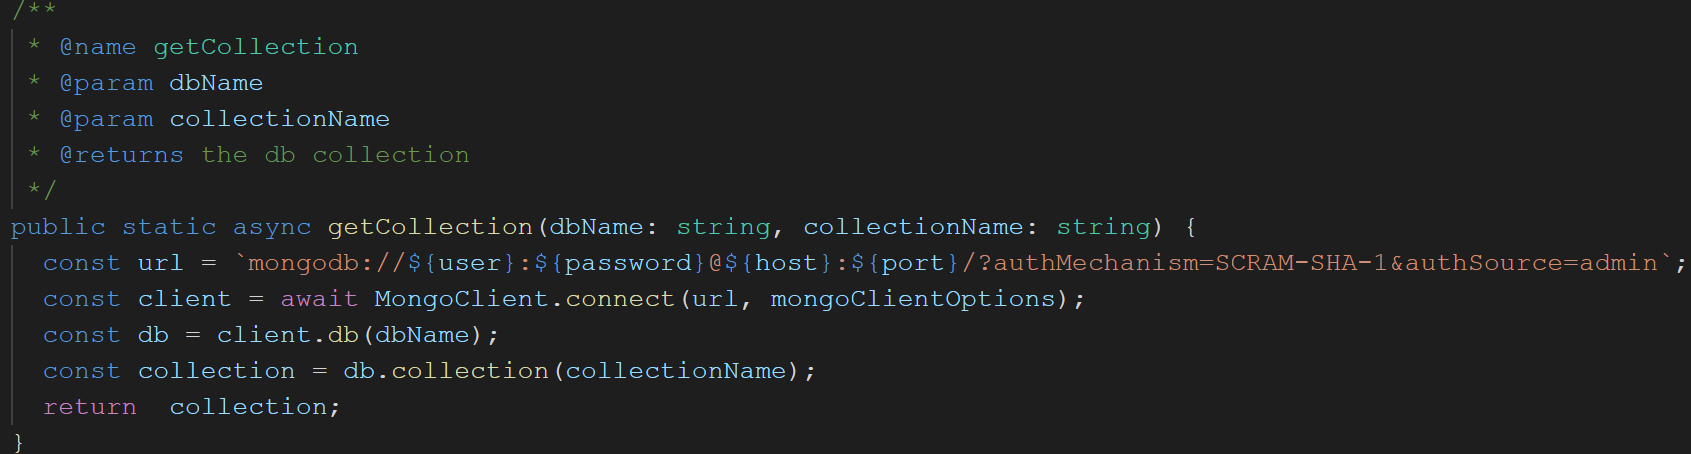 /**
 * @name getCollection
 * @param dbName
 * @param collectionName
 * @returns the db collection
 */
public static async getCollection(dbName: string, collectionName: string) {
  const url = `mongodb://${user}:${password}@${host}:${port}/?authMechanism=SCRAM-SHA-1&authSource=admin`;
  const client = await MongoClient.connect(url, mongoClientOptions);
  const db = client.db(dbName);
  const collection = db.collection(collectionName);
  return  collection;
}